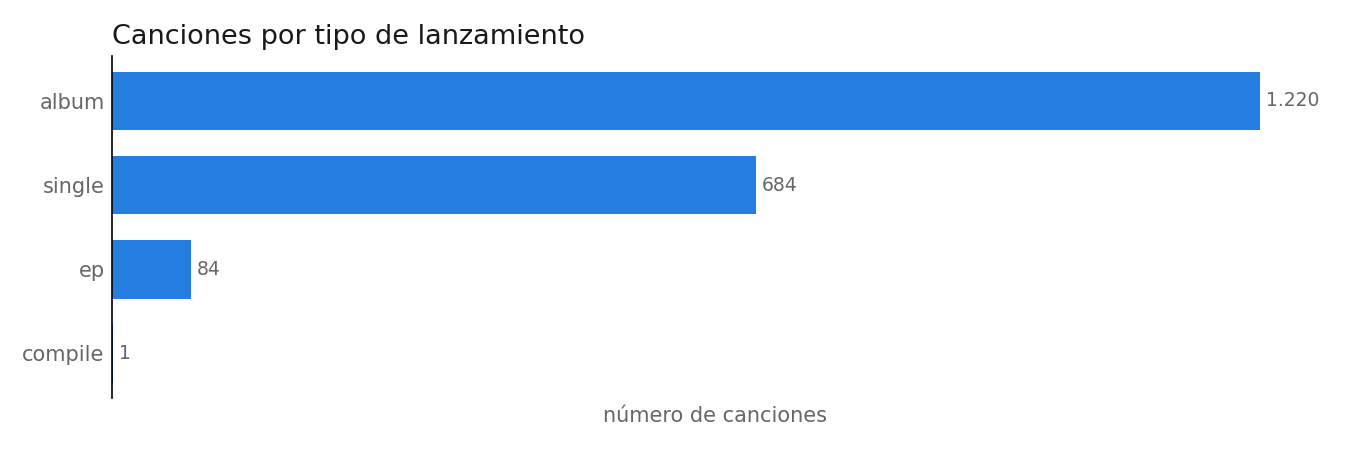 Canciones por tipo de lanzamiento
album 1.220
single 684
ep 84
compile 1
número de canciones